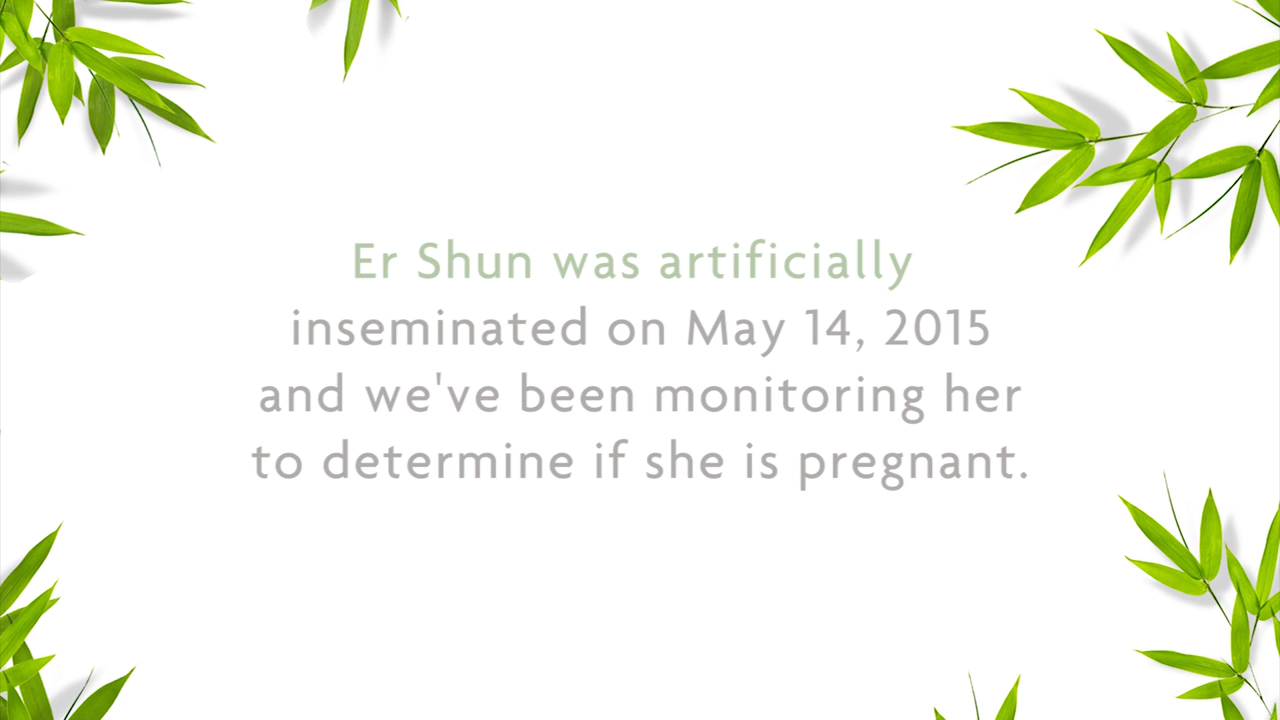 Er Shun was artificially
inseminated on May 14, 2015
and we've been monitoring her
to determine if she is pregnant.